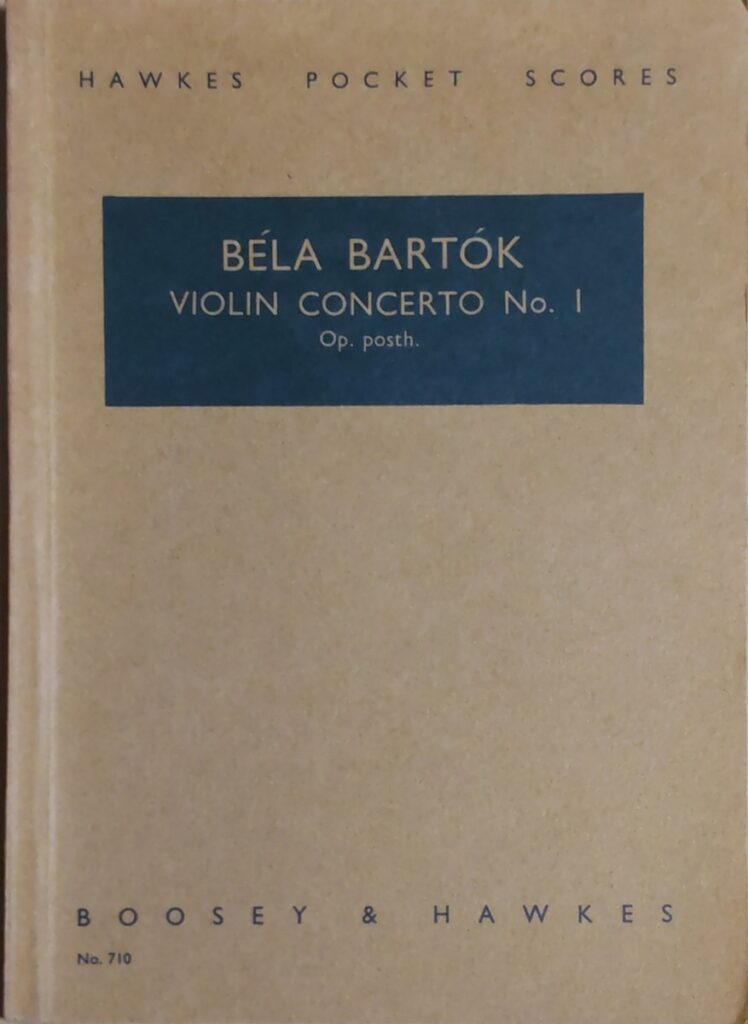 HAWKES POCKET SCORES
BÉLA BARTÓK
VIOLIN CONCERTO No. 1
Op. posth.
BOOSEY & HAWKES
No. 710